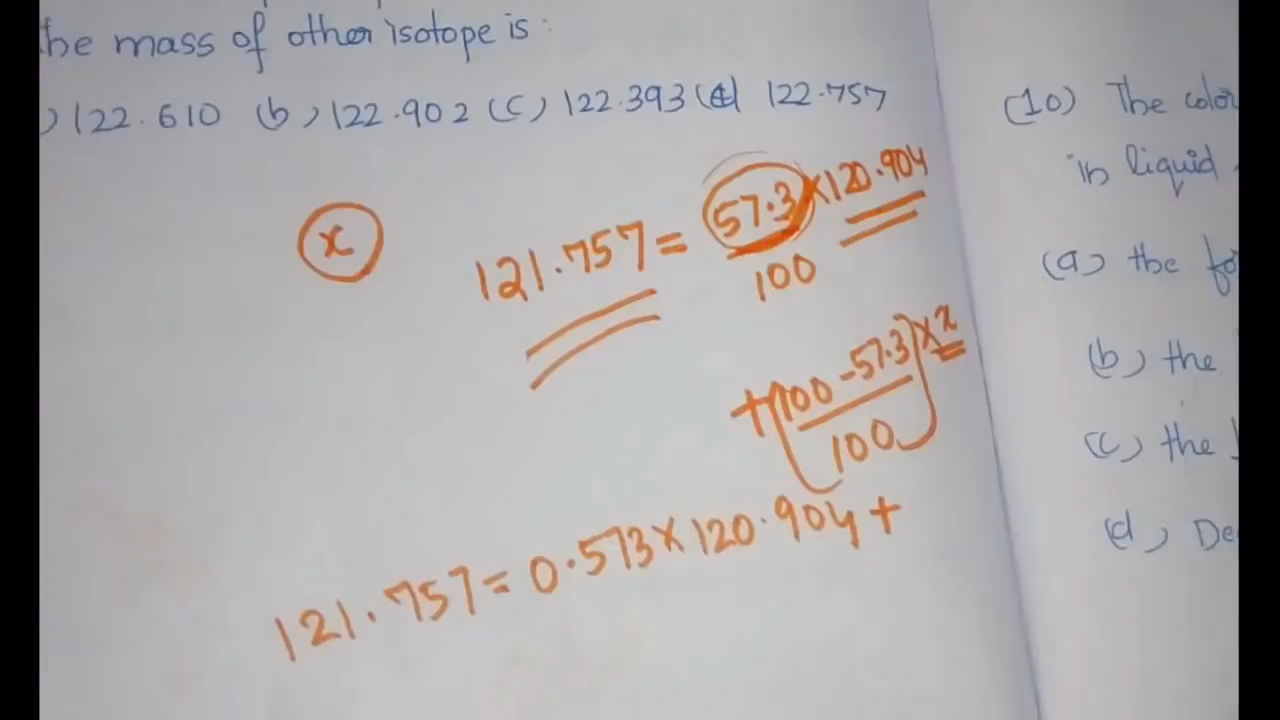 the mass of other isotope is:
) 122.610 (b) 122.902 (c) 122.393 (d) 122.757
x
121.757 = 57.3 × 120.904
100
+ (100 - 57.3) × x
100
121.757 = 0.573 × 120.904 +
(10) The color
in liquid
(a) the
(b) the
(c) the
(d) De